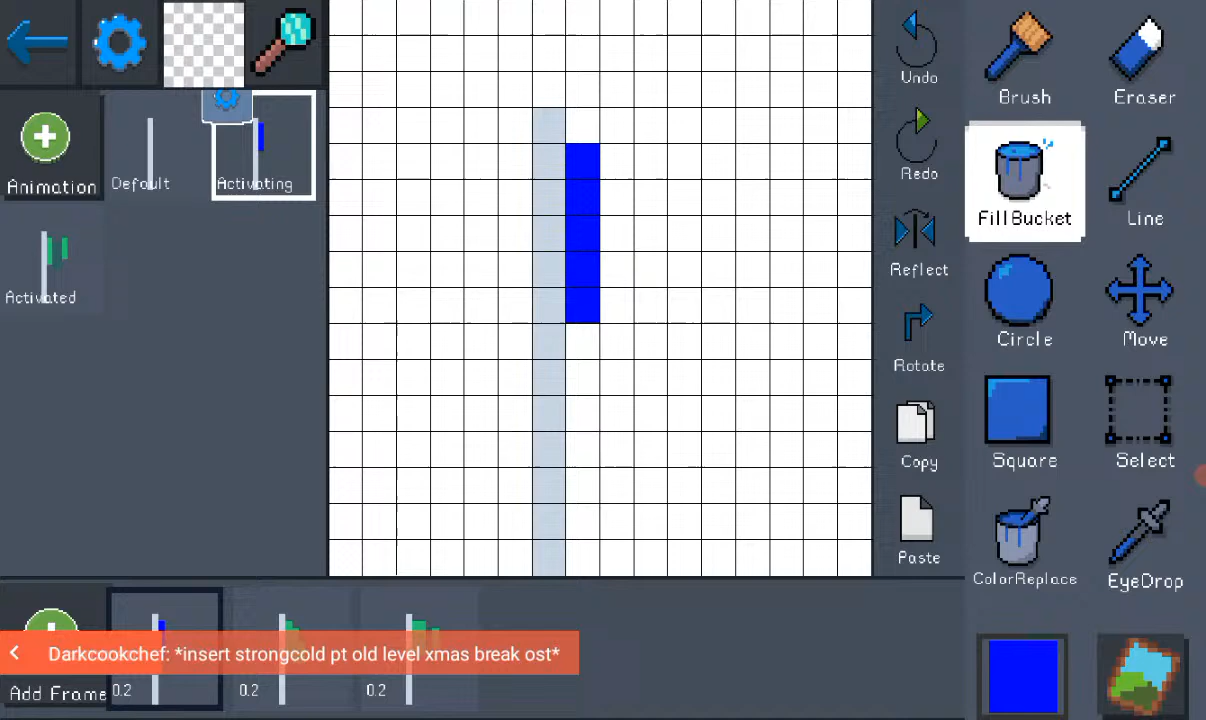 Animation
Default
Activating
Activated
Undo
Redo
Reflect
Rotate
Copy
Paste
Brush
Eraser
Fill Bucket
Line
Circle
Move
Square
Select
ColorReplace
EyeDrop
Darkcookchef: *insert strongcold pt old level xmas break ost*
Add Frame
0.2
0.2
0.2